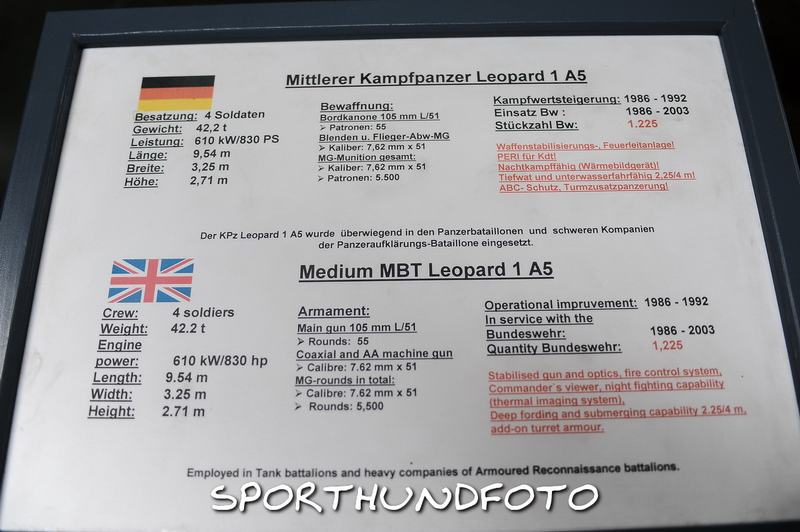 Mittlerer Kampfpanzer Leopard 1 A5
Besatzung: 4 Soldaten
Gewicht: 42,2 t
Leistung: 610 kW/830 PS
Länge: 9,54 m
Breite: 3,25 m
Höhe: 2,71 m
Bewaffnung:
Bordkanone 105 mm L/51
➢ Patronen: 55
Blenden u. Flieger-Abw-MG
➢ Kaliber: 7,62 mm x 51
MG-Munition gesamt:
➢ Kaliber: 7,62 mm x 51
➢ Patronen: 5.500
Kampfwertsteigerung: 1986 - 1992
Einsatz Bw : 1986 - 2003
Stückzahl Bw: 1.225
Waffenstabilisierungs-, Feuerleitanlage!
PERI für Kdt!
Nachtkampffähig (Wärmebildgerät)!
Tiefwat und unterwasserfahrfähig 2,25/4 m!
ABC- Schutz, Turmzusatzpanzerung!
Der KPz Leopard 1 A5 wurde überwiegend in den Panzerbataillonen und schweren Kompanien
der Panzeraufklärungs-Bataillone eingesetzt.
Medium MBT Leopard 1 A5
Crew: 4 soldiers
Weight: 42.2 t
Engine
power: 610 kW/830 hp
Length: 9.54 m
Width: 3.25 m
Height: 2.71 m
Armament:
Main gun 105 mm L/51
➢ Rounds: 55
Coaxial and AA machine gun
➢ Calibre: 7.62 mm x 51
MG-rounds in total:
➢ Calibre: 7.62 mm x 51
➢ Rounds: 5,500
Operational impruvement: 1986 - 1992
In service with the
Bundeswehr: 1986 - 2003
Quantity Bundeswehr: 1,225
Stabilised gun and optics, fire control system,
Commander´s viewer, night fighting capability
(thermal imaging system),
Deep fording and submerging capability 2.25/4 m,
add-on turret armour.
Employed in Tank battalions and heavy companies of Armoured Reconnaissance battalions.
SPORTHUNDFOTO